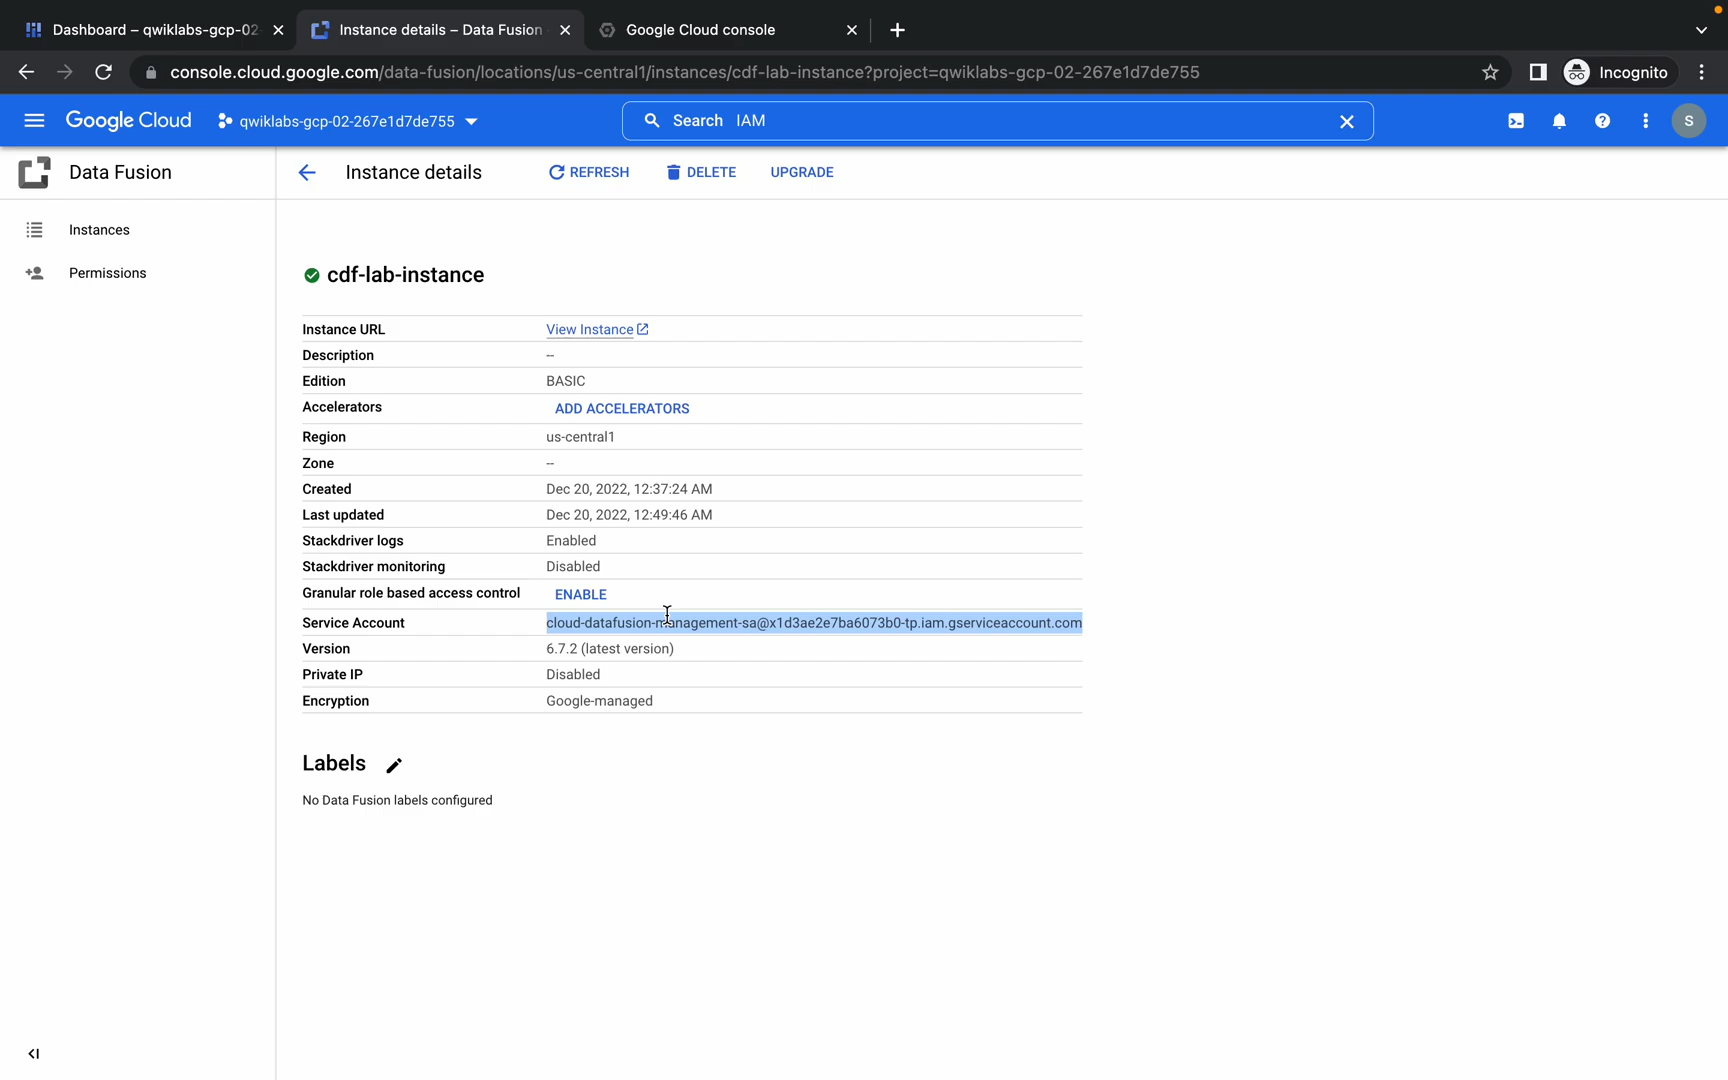 Dashboard – qwiklabs-gcp-02
Instance details – Data Fusion
Google Cloud console
console.cloud.google.com/data-fusion/locations/us-central1/instances/cdf-lab-instance?project=qwiklabs-gcp-02-267e1d7de755
Incognito
Google Cloud
qwiklabs-gcp-02-267e1d7de755
Search IAM
S
Data Fusion
Instance details
REFRESH
DELETE
UPGRADE
Instances
Permissions
cdf-lab-instance
Instance URL View Instance
Description --
Edition BASIC
Accelerators ADD ACCELERATORS
Region us-central1
Zone --
Created Dec 20, 2022, 12:37:24 AM
Last updated Dec 20, 2022, 12:49:46 AM
Stackdriver logs Enabled
Stackdriver monitoring Disabled
Granular role based access control ENABLE
Service Account cloud-datafusion-management-sa@x1d3ae2e7ba6073b0-tp.iam.gserviceaccount.com
Version 6.7.2 (latest version)
Private IP Disabled
Encryption Google-managed
Labels
No Data Fusion labels configured